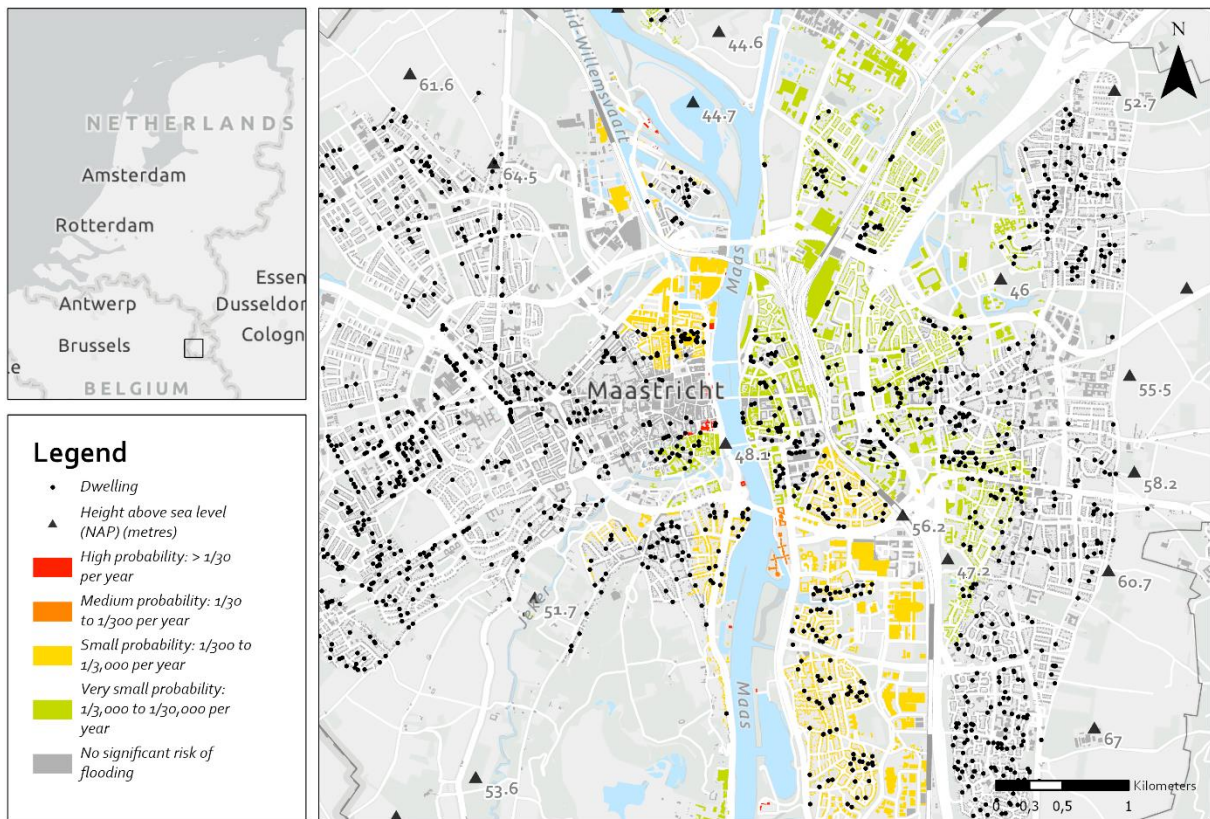 NETHERLANDS
Amsterdam
Rotterdam
Essen
Antwerp
Dusseldor
Cologn
Brussels
le
BELGIUM
Legend
Dwelling
Height above sea level
(NAP) (metres)
High probability: > 1/30
per year
Medium probability: 1/30
to 1/300 per year
Small probability: 1/300 to
1/3,000 per year
Very small probability:
1/3,000 to 1/30,000 per
year
No significant risk of
flooding
uid-Willemsvaart
44.6
N
61.6
44.7
52.7
64.5
Maas
46
Maastricht
55.5
48.1
58.2
56.2
47.2
60.7
eker
51.7
Maas
67
53.6
Kilometers
0 0,3 0,5 1